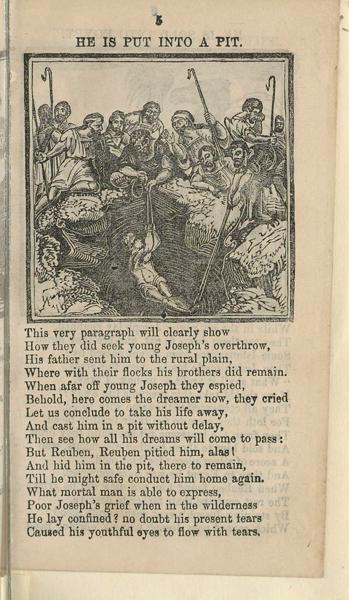 5
HE IS PUT INTO A PIT.
This very paragraph will clearly show
How they did seek young Joseph's overthrow,
His father sent him to the rural plain,
Where with their flocks his brothers did remain.
When afar off young Joseph they espied,
Behold, here comes the dreamer now, they cried
Let us conclude to take his life away,
And cast him in a pit without delay,
Then see how all his dreams will come to pass:
But Reuben, Reuben pitied him, alas!
And hid him in the pit, there to remain,
Till he might safe conduct him home again.
What mortal man is able to express,
Poor Joseph's grief when in the wilderness
He lay confined? no doubt his present tears
Caused his youthful eyes to flow with tears.